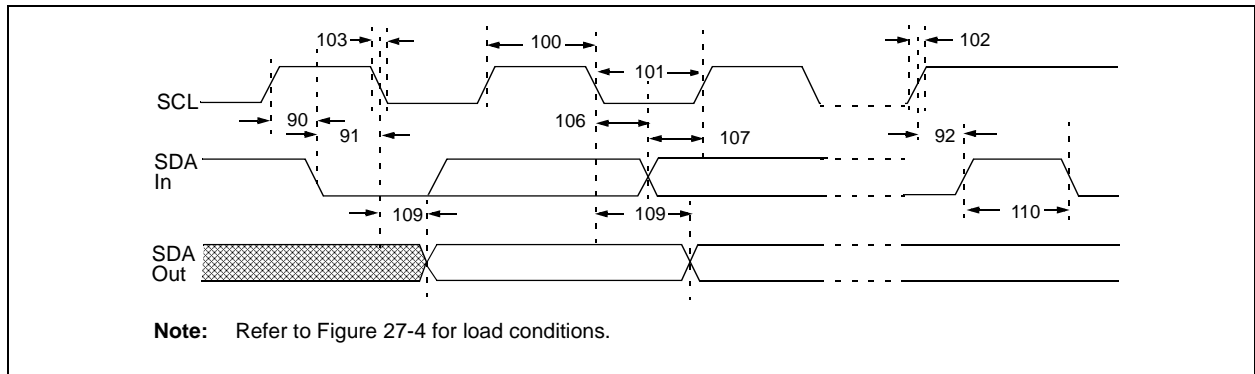 103
100
101
102
SCL
90
91
106
107
92
SDA
In
109
109
110
SDA
Out
Note: Refer to Figure 27-4 for load conditions.